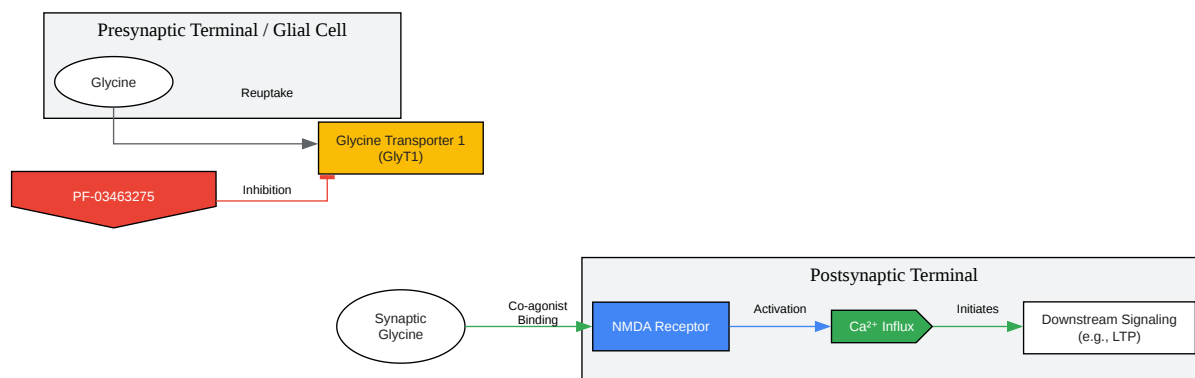 Presynaptic Terminal / Glial Cell
Glycine
Reuptake
Glycine Transporter 1
(GlyT1)
PF-03463275
Inhibition
Postsynaptic Terminal
Synaptic
Glycine
Co-agonist
Binding
NMDA Receptor
Activation
Ca²⁺ Influx
Initiates
Downstream Signaling
(e.g., LTP)